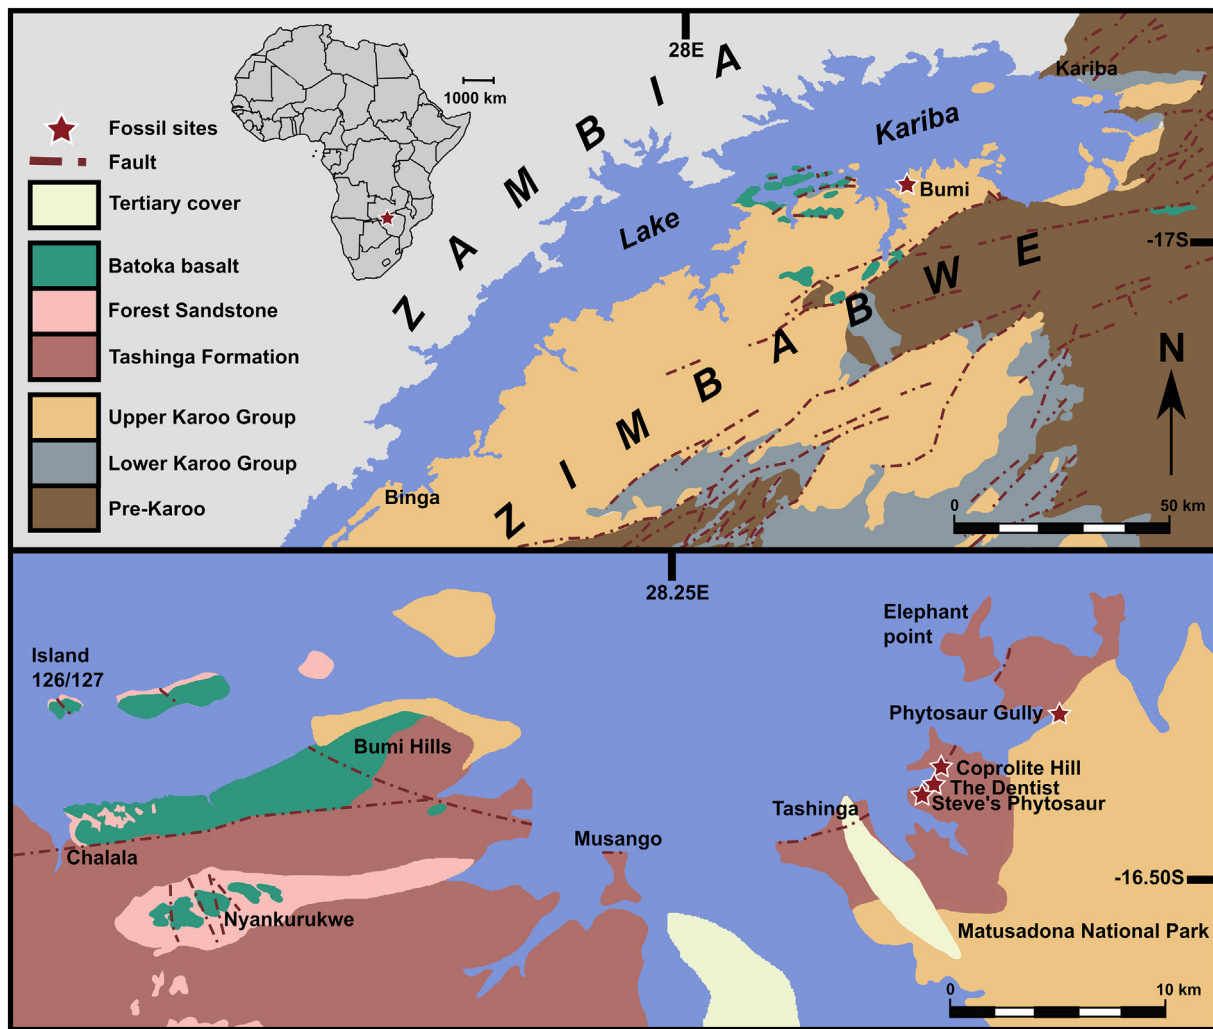 28E
1000 km
Fossil sites
Fault
Tertiary cover
Batoka basalt
Forest Sandstone
Tashinga Formation
Upper Karoo Group
Lower Karoo Group
Pre-Karoo
ZAMBIA
Lake Kariba
Kariba
Bumi
-17S
ZIMBABWE
N
Binga
0 50 km
28.25E
Island
126/127
Elephant
point
Phytosaur Gully
Bumi Hills
Coprolite Hill
The Dentist
Steve's Phytosaur
Tashinga
Musango
Chalala
-16.50S
Nyankurukwe
Matusadona National Park
0 10 km